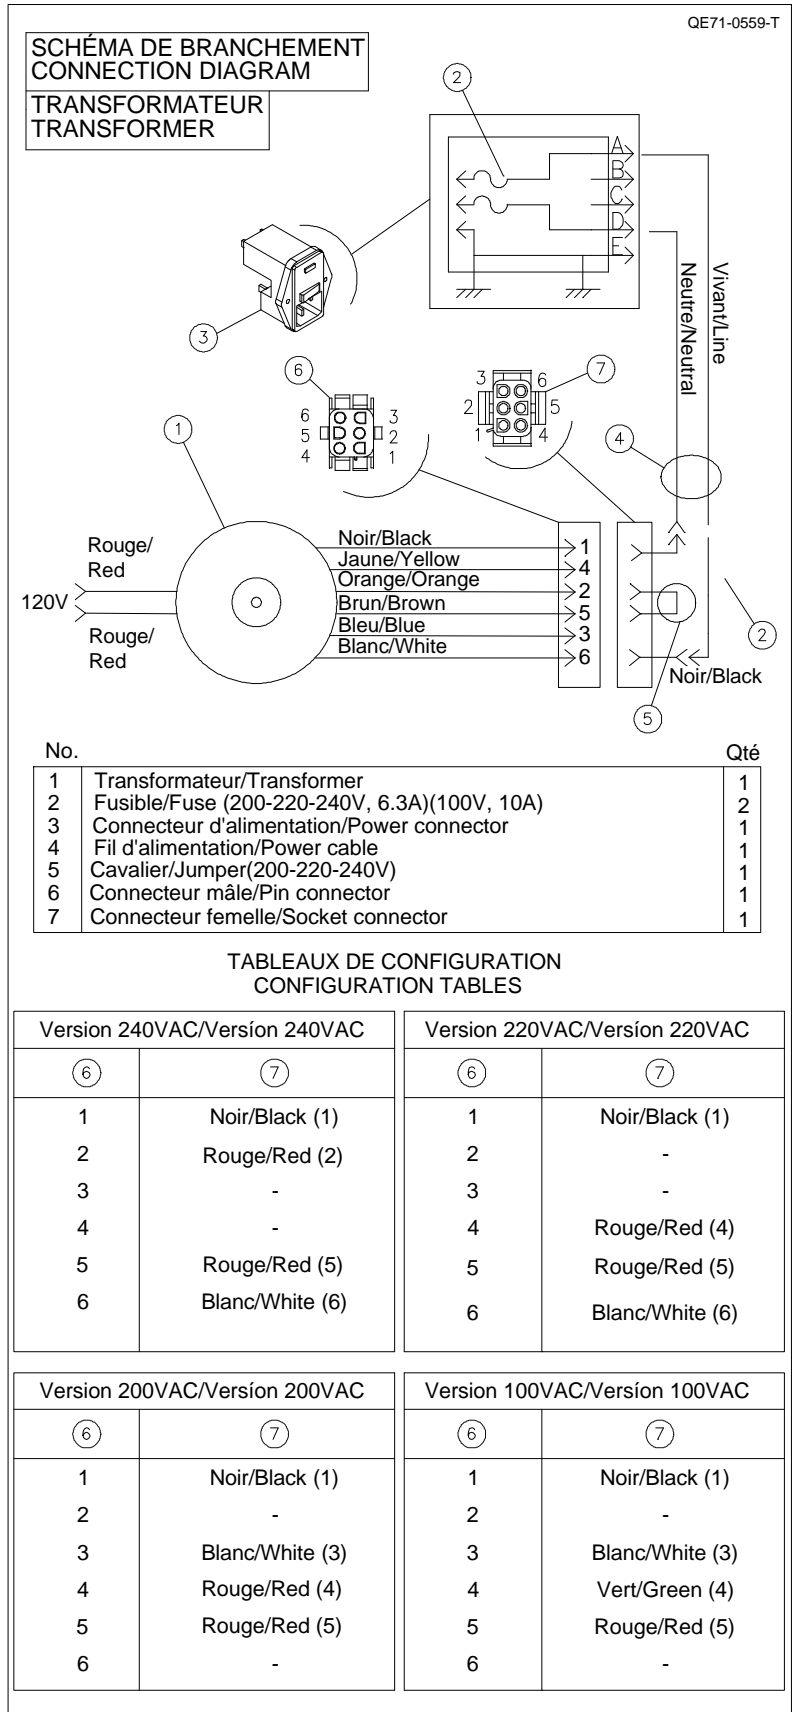 QE71-0559-T
SCHÉMA DE BRANCHEMENT
CONNECTION DIAGRAM
TRANSFORMATEUR
TRANSFORMER
2
A
B
C
D
E
3
Vivant/Line
Neutre/Neutral
6
7
6 3
5 2
4 1
3 6
2 5
1 4
1
4
Rouge/
Red
120V
Rouge/
Red
Noir/Black
Jaune/Yellow
Orange/Orange
Brun/Brown
Bleu/Blue
Blanc/White
1
4
2
5
3
6
2
Noir/Black
5
No. Qté
1 Transformateur/Transformer 1
2 Fusible/Fuse (200-220-240V, 6.3A)(100V, 10A) 2
3 Connecteur d'alimentation/Power connector 1
4 Fil d'alimentation/Power cable 1
5 Cavalier/Jumper(200-220-240V) 1
6 Connecteur mâle/Pin connector 1
7 Connecteur femelle/Socket connector 1
TABLEAUX DE CONFIGURATION
CONFIGURATION TABLES
Version 240VAC/Versíon 240VAC
6 7
1 Noir/Black (1)
2 Rouge/Red (2)
3 -
4 -
5 Rouge/Red (5)
6 Blanc/White (6)
Version 220VAC/Versíon 220VAC
6 7
1 Noir/Black (1)
2 -
3 -
4 Rouge/Red (4)
5 Rouge/Red (5)
6 Blanc/White (6)
Version 200VAC/Versíon 200VAC
6 7
1 Noir/Black (1)
2 -
3 Blanc/White (3)
4 Rouge/Red (4)
5 Rouge/Red (5)
6 -
Version 100VAC/Versíon 100VAC
6 7
1 Noir/Black (1)
2 -
3 Blanc/White (3)
4 Vert/Green (4)
5 Rouge/Red (5)
6 -